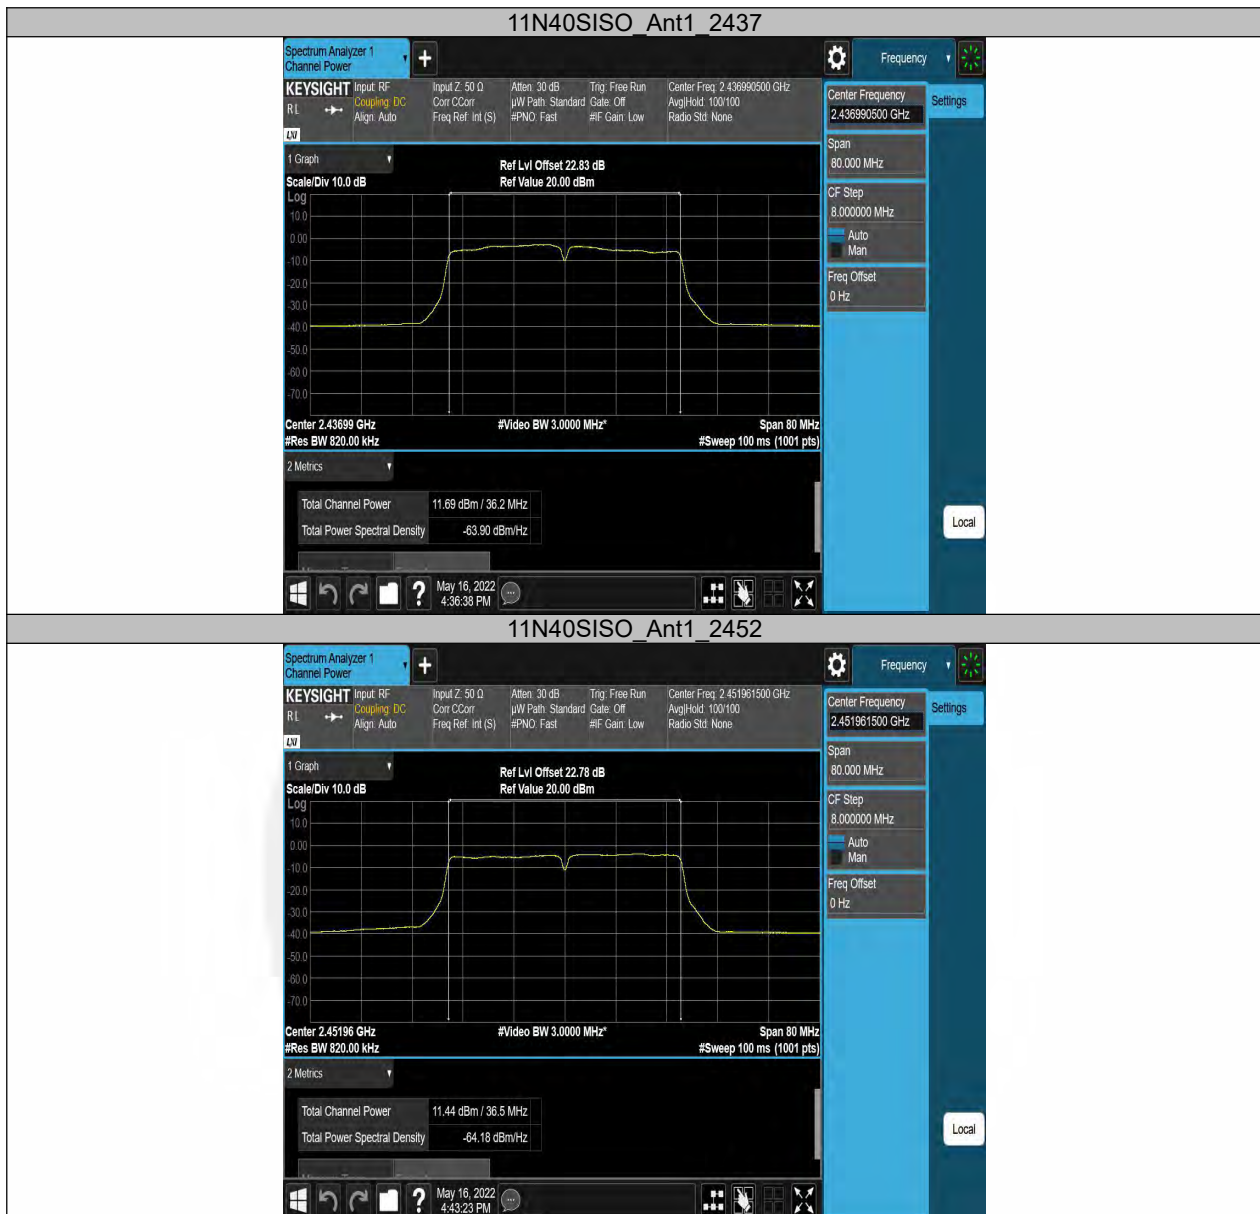 11N40SISO_Ant1_2437
Spectrum Analyzer 1
Channel Power
+
Frequency
KEYSIGHT
RL
LXI
Input: RF
Coupling: DC
Align: Auto
Input Z: 50 Ω
Corr CCorr
Freq Ref: Int (S)
Atten: 30 dB
µW Path: Standard
#PNO: Fast
Trig: Free Run
Gate: Off
#IF Gain: Low
Center Freq: 2.436990500 GHz
Avg|Hold: 100/100
Radio Std: None
Center Frequency
2.436990500 GHz
Settings
Span
80.000 MHz
CF Step
8.000000 MHz
Auto
Man
Freq Offset
0 Hz
1 Graph
Scale/Div 10.0 dB
Ref Lvl Offset 22.83 dB
Ref Value 20.00 dBm
Log
10.0
0.00
-10.0
-20.0
-30.0
-40.0
-50.0
-60.0
-70.0
Center 2.43699 GHz
#Video BW 3.0000 MHz*
Span 80 MHz
#Res BW 820.00 kHz
#Sweep 100 ms (1001 pts)
2 Metrics
Total Channel Power 11.69 dBm / 36.2 MHz
Total Power Spectral Density -63.90 dBm/Hz
Local
?
May 16, 2022
4:36:38 PM
11N40SISO_Ant1_2452
Spectrum Analyzer 1
Channel Power
+
Frequency
KEYSIGHT
RL
LXI
Input: RF
Coupling: DC
Align: Auto
Input Z: 50 Ω
Corr CCorr
Freq Ref: Int (S)
Atten: 30 dB
µW Path: Standard
#PNO: Fast
Trig: Free Run
Gate: Off
#IF Gain: Low
Center Freq: 2.451961500 GHz
Avg|Hold: 100/100
Radio Std: None
Center Frequency
2.451961500 GHz
Settings
Span
80.000 MHz
CF Step
8.000000 MHz
Auto
Man
Freq Offset
0 Hz
1 Graph
Scale/Div 10.0 dB
Ref Lvl Offset 22.78 dB
Ref Value 20.00 dBm
Log
10.0
0.00
-10.0
-20.0
-30.0
-40.0
-50.0
-60.0
-70.0
Center 2.45196 GHz
#Video BW 3.0000 MHz*
Span 80 MHz
#Res BW 820.00 kHz
#Sweep 100 ms (1001 pts)
2 Metrics
Total Channel Power 11.44 dBm / 36.5 MHz
Total Power Spectral Density -64.18 dBm/Hz
Local
?
May 16, 2022
4:43:23 PM